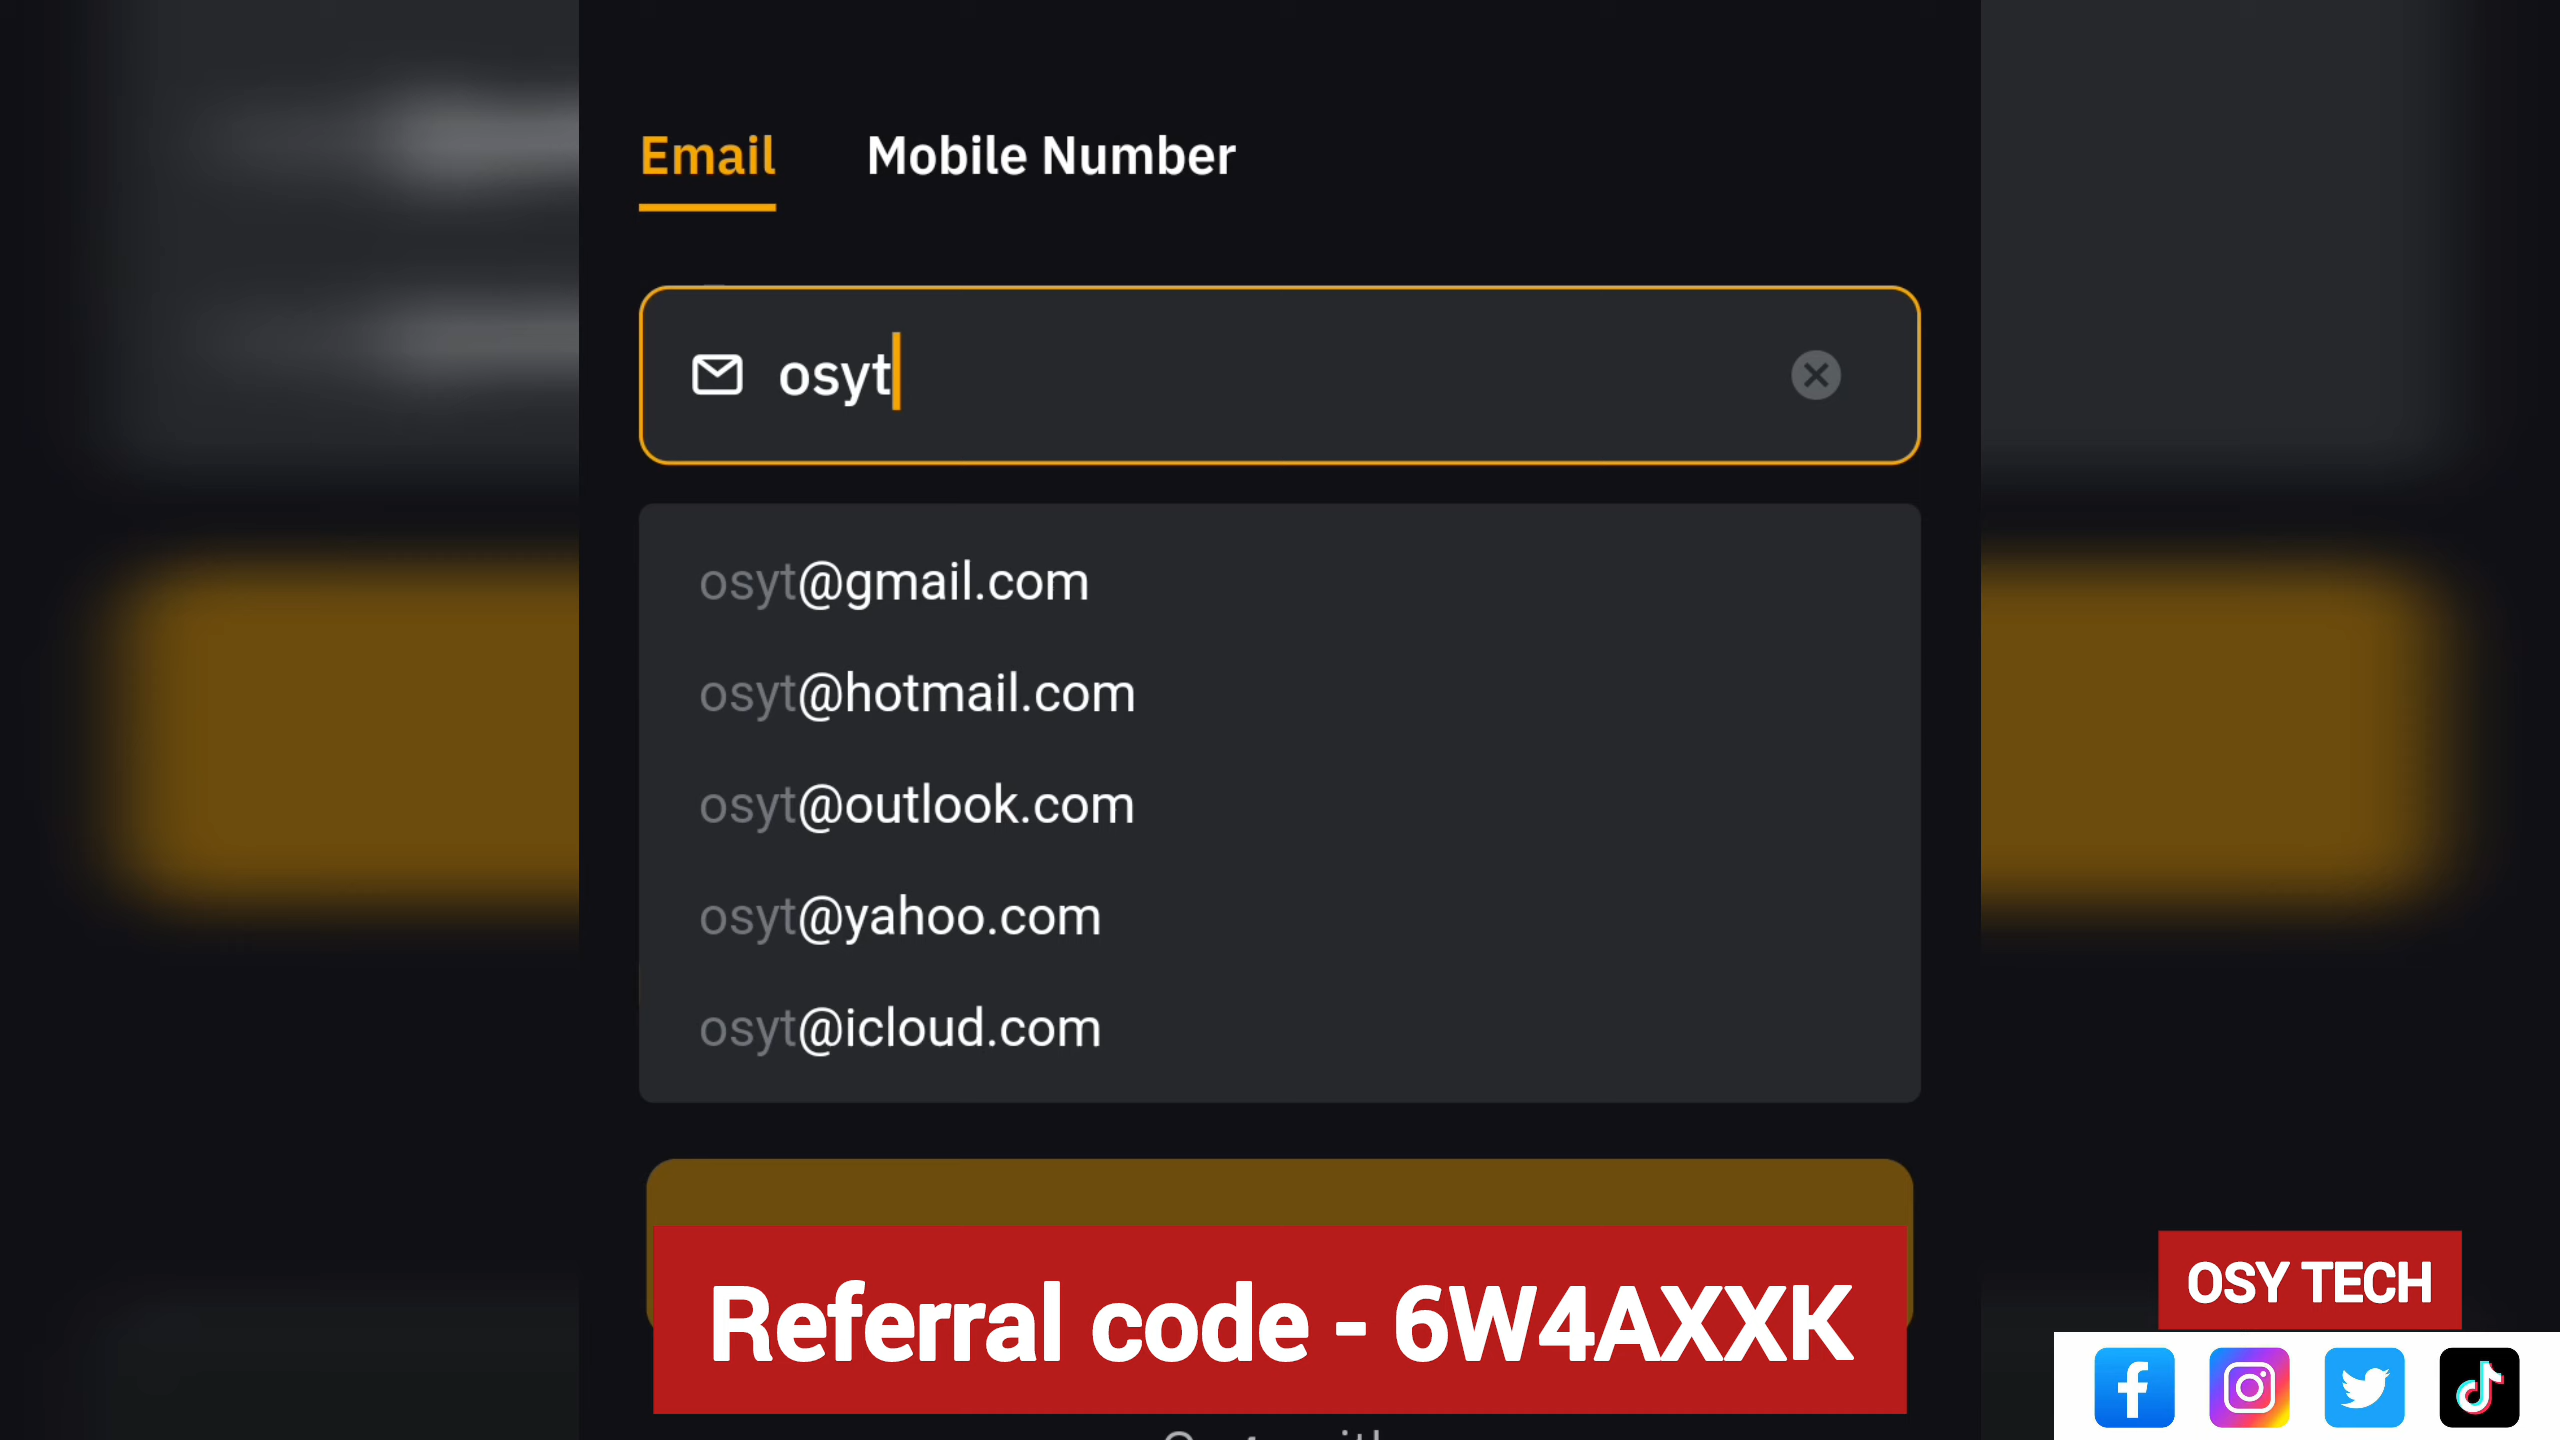 Email Mobile Number
osyt
osyt@gmail.com
osyt@hotmail.com
osyt@outlook.com
osyt@yahoo.com
osyt@icloud.com
Referral code - 6W4AXXK
OSY TECH